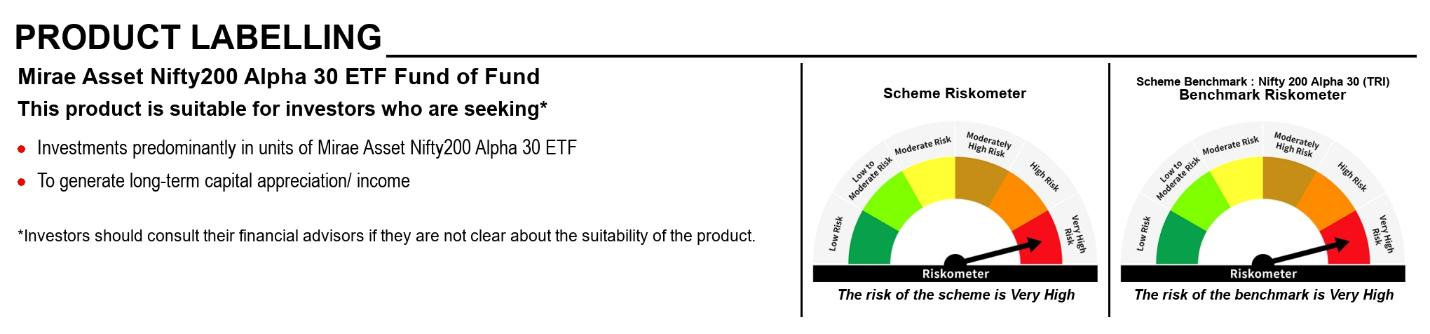 PRODUCT LABELLING
Mirae Asset Nifty200 Alpha 30 ETF Fund of Fund
This product is suitable for investors who are seeking*
• Investments predominantly in units of Mirae Asset Nifty200 Alpha 30 ETF
• To generate long-term capital appreciation/ income
*Investors should consult their financial advisors if they are not clear about the suitability of the product.
Scheme Riskometer
Low Risk
Low to
Moderate Risk
Moderate Risk
Moderately
High Risk
High Risk
Very High
Risk
Riskometer
The risk of the scheme is Very High
Scheme Benchmark : Nifty 200 Alpha 30 (TRI)
Benchmark Riskometer
Low Risk
Low to
Moderate Risk
Moderate Risk
Moderately
High Risk
High Risk
Very High
Risk
Riskometer
The risk of the benchmark is Very High